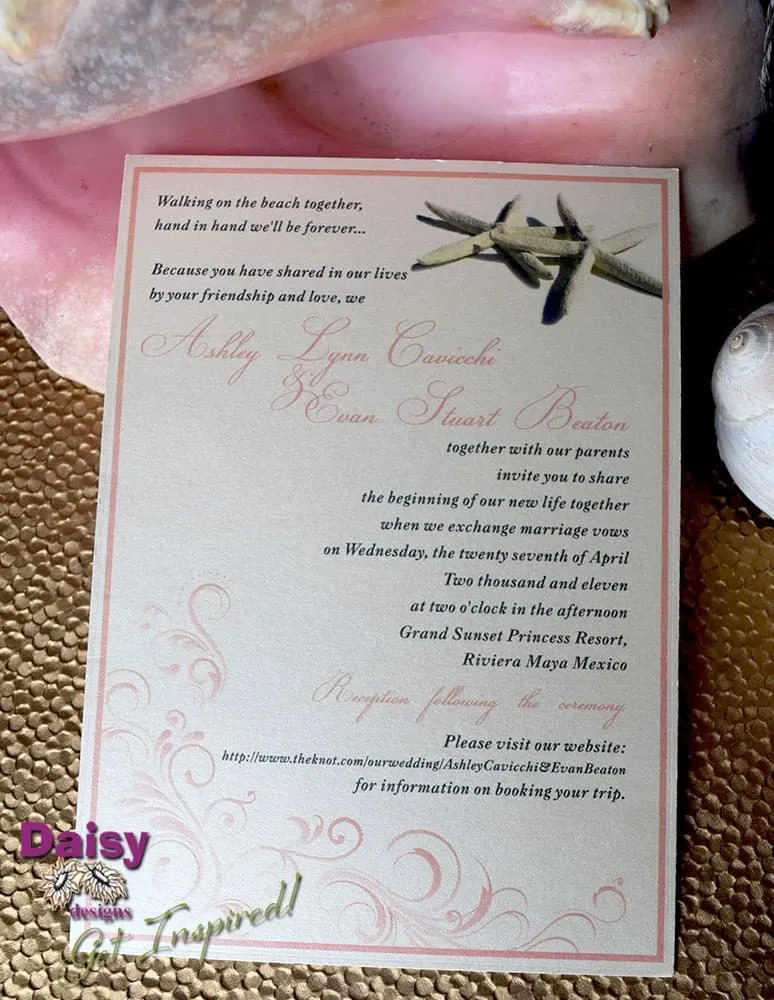 Walking on the beach together,
hand in hand we'll be forever...
Because you have shared in our lives
by your friendship and love, we
Ashley Lynn Cavicchi
&
Evan Stuart Beaton
together with our parents
invite you to share
the beginning of our new life together
when we exchange marriage vows
on Wednesday, the twenty seventh of April
Two thousand and eleven
at two o'clock in the afternoon
Grand Sunset Princess Resort,
Riviera Maya Mexico
Reception following the ceremony
Please visit our website:
http://www.theknot.com/ourwedding/AshleyCavicchi&EvanBeaton
for information on booking your trip.
Daisy
designs
Get Inspired!